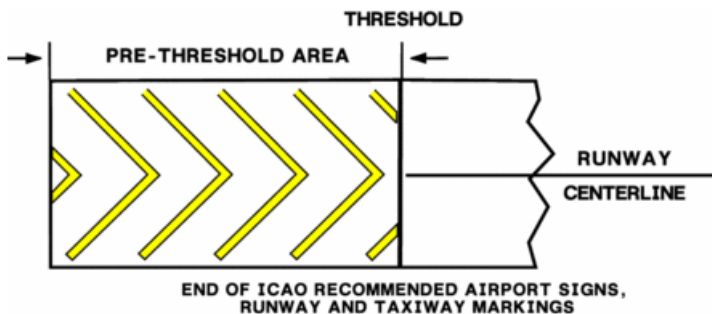 THRESHOLD
PRE-THRESHOLD AREA
RUNWAY
CENTERLINE
END OF ICAO RECOMMENDED AIRPORT SIGNS,
RUNWAY AND TAXIWAY MARKINGS